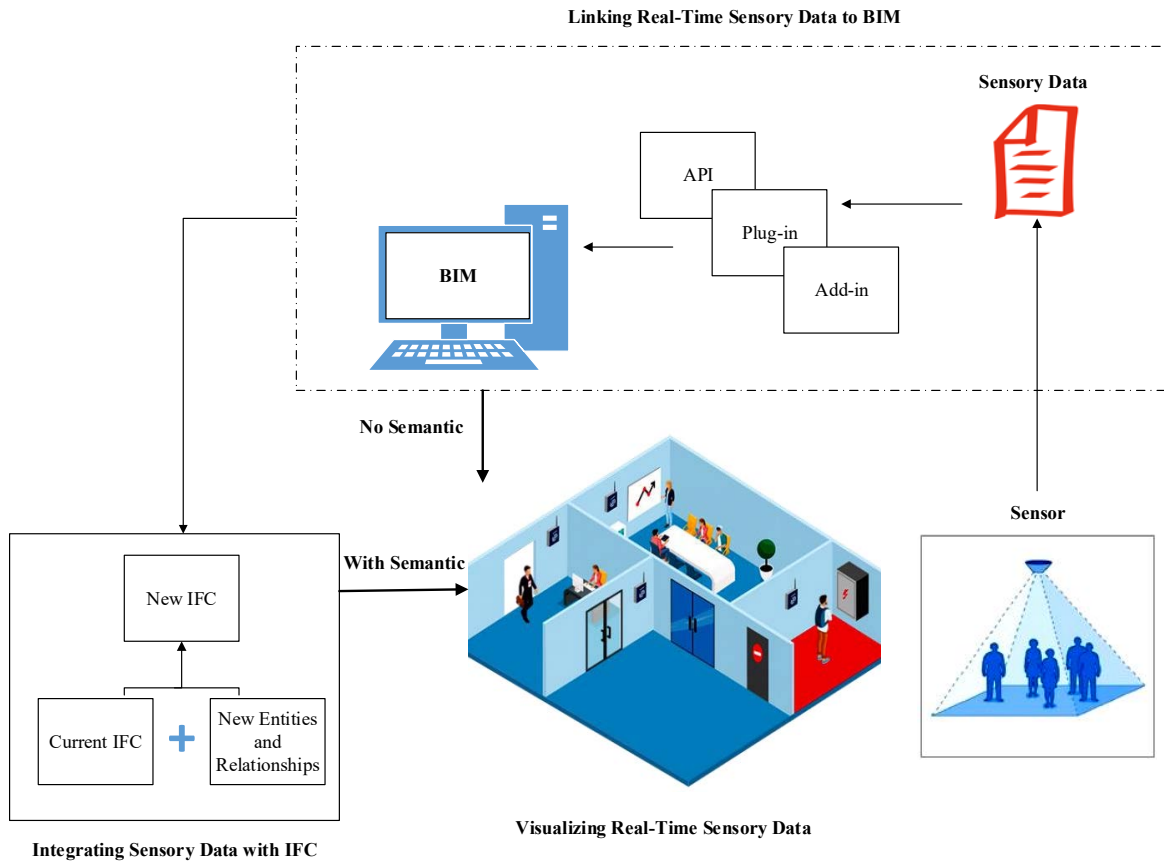 Linking Real-Time Sensory Data to BIM
Sensory Data
API
Plug-in
Add-in
BIM
No Semantic
Sensor
With Semantic
New IFC
Current IFC
New Entities
and
Relationships
Visualizing Real-Time Sensory Data
Integrating Sensory Data with IFC